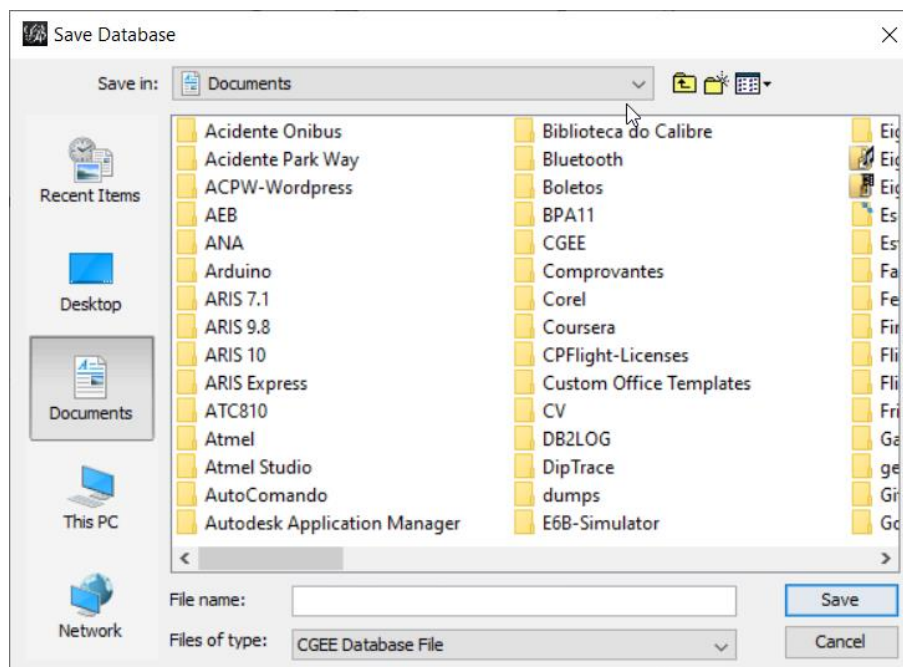 Save Database
Save in: Documents
Recent Items
Desktop
Documents
This PC
Network
Acidente Onibus
Acidente Park Way
ACPW-Wordpress
AEB
ANA
Arduino
ARIS 7.1
ARIS 9.8
ARIS 10
ARIS Express
ATC810
Atmel
Atmel Studio
AutoComando
Autodesk Application Manager
Biblioteca do Calibre
Bluetooth
Boletos
BPA11
CGEE
Comprovantes
Corel
Coursera
CPFlight-Licenses
Custom Office Templates
CV
DB2LOG
DipTrace
dumps
E6B-Simulator
File name:
Save
Files of type: CGEE Database File
Cancel